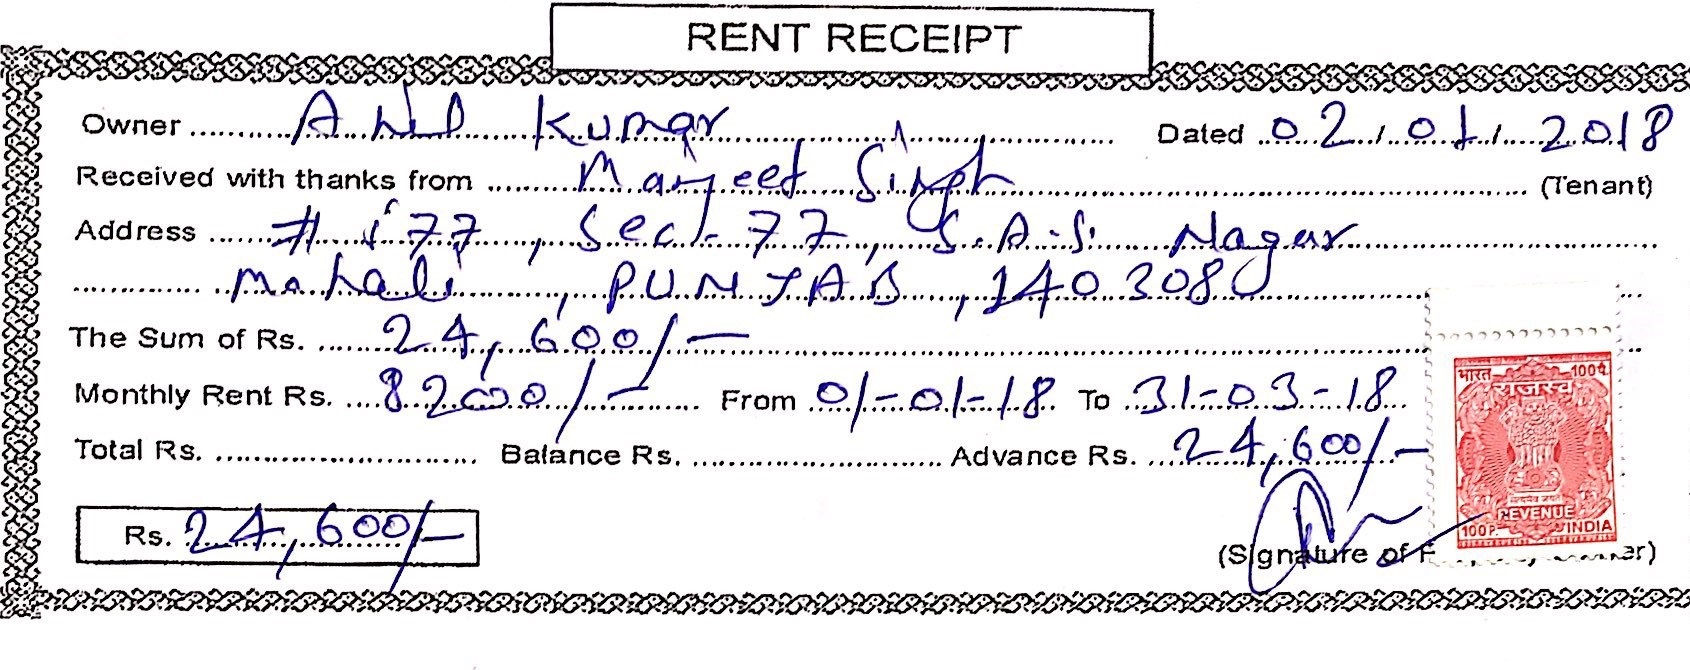 RENT RECEIPT
Owner ANIL Kumar Dated 02/01/2018
Received with thanks from Manjeet Singh (Tenant)
Address # 177, Sec-77, S.A.S. Nagar
Mohali, PUNJAB, 140308
The Sum of Rs. 24,600/-
Monthly Rent Rs. 8200/- From 01-01-18 To 31-03-18
Total Rs. Balance Rs. Advance Rs. 24,600/-
Rs. 24,600/-
(Signature of
भारत 100 पै.
राजस्व
REVENUE
100 P. INDIA